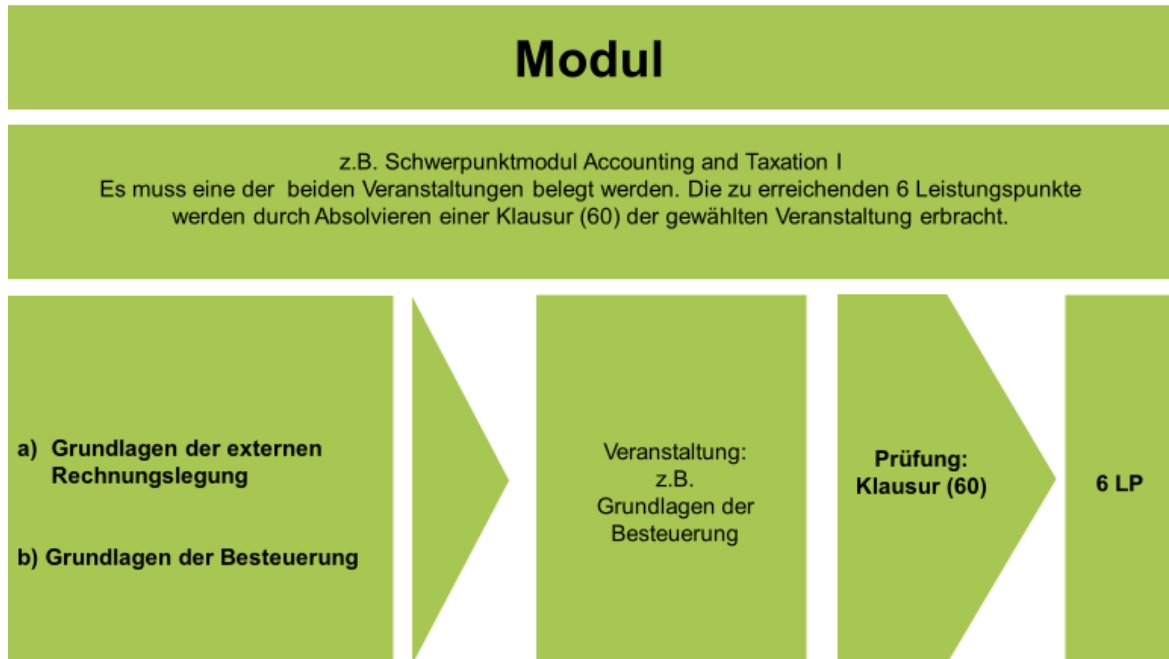 Modul
z.B. Schwerpunktmodul Accounting and Taxation I
Es muss eine der beiden Veranstaltungen belegt werden. Die zu erreichenden 6 Leistungspunkte
werden durch Absolvieren einer Klausur (60) der gewählten Veranstaltung erbracht.
a) Grundlagen der externen
Rechnungslegung
b) Grundlagen der Besteuerung
Veranstaltung:
z.B.
Grundlagen der
Besteuerung
Prüfung:
Klausur (60)
6 LP